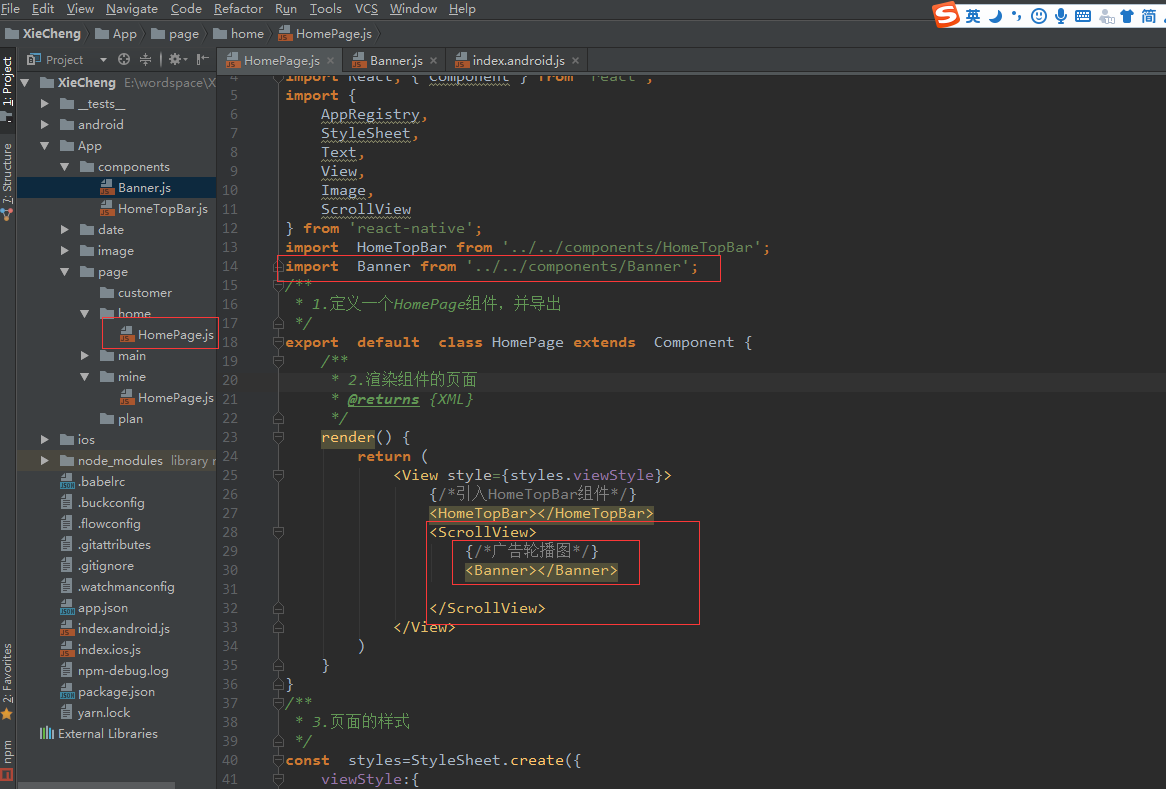 File Edit View Navigate Code Refactor Run Tools VCS Window Help
英 简
XieCheng App page home HomePage.js
Project
HomePage.js Banner.js index.android.js
1: Project
7: Structure
2: Favorites
npm
XieCheng E:\wordspace\X
__tests__
android
App
components
Banner.js
HomeTopBar.js
date
image
page
customer
home
HomePage.js
main
mine
HomePage.js
plan
ios
node_modules library r
.babelrc
.buckconfig
.flowconfig
.gitattributes
.gitignore
.watchmanconfig
app.json
index.android.js
index.ios.js
npm-debug.log
package.json
yarn.lock
External Libraries
4 import React, { Component } from 'react';
5 import {
6 AppRegistry,
7 StyleSheet,
8 Text,
9 View,
10 Image,
11 ScrollView
12 } from 'react-native';
13 import HomeTopBar from '../../components/HomeTopBar';
14 import Banner from '../../components/Banner';
15 /**
16 * 1.定义一个HomePage组件，并导出
17 */
18 export default class HomePage extends Component {
19 /**
20 * 2.渲染组件的页面
21 * @returns {XML}
22 */
23 render() {
24 return (
25 <View style={styles.viewStyle}>
26 {/*引入HomeTopBar组件*/}
27 <HomeTopBar></HomeTopBar>
28 <ScrollView>
29 {/*广告轮播图*/}
30 <Banner></Banner>
31
32 </ScrollView>
33 </View>
34 )
35 }
36 }
37 /**
38 * 3.页面的样式
39 */
40 const styles=StyleSheet.create({
41 viewStyle:{